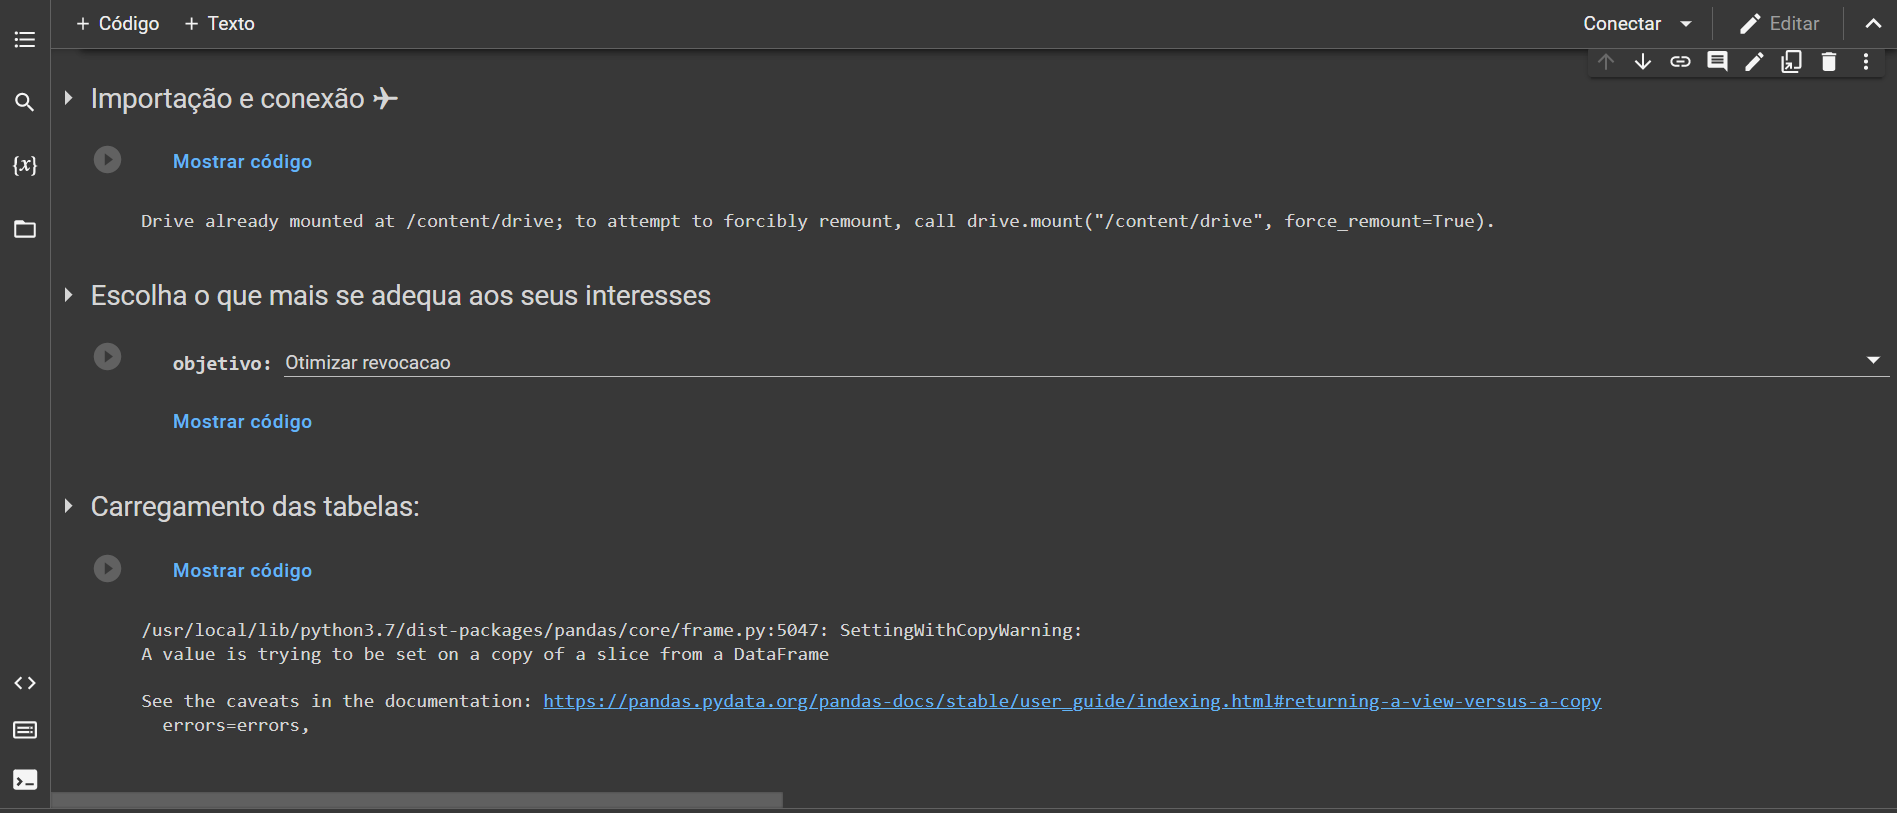 + Código + Texto
Conectar Editar
Importação e conexão ✈
Mostrar código
Drive already mounted at /content/drive; to attempt to forcibly remount, call drive.mount("/content/drive", force_remount=True).
Escolha o que mais se adequa aos seus interesses
objetivo: Otimizar revocacao
Mostrar código
Carregamento das tabelas:
Mostrar código
/usr/local/lib/python3.7/dist-packages/pandas/core/frame.py:5047: SettingWithCopyWarning:
A value is trying to be set on a copy of a slice from a DataFrame
See the caveats in the documentation: https://pandas.pydata.org/pandas-docs/stable/user_guide/indexing.html#returning-a-view-versus-a-copy
errors=errors,
{x}